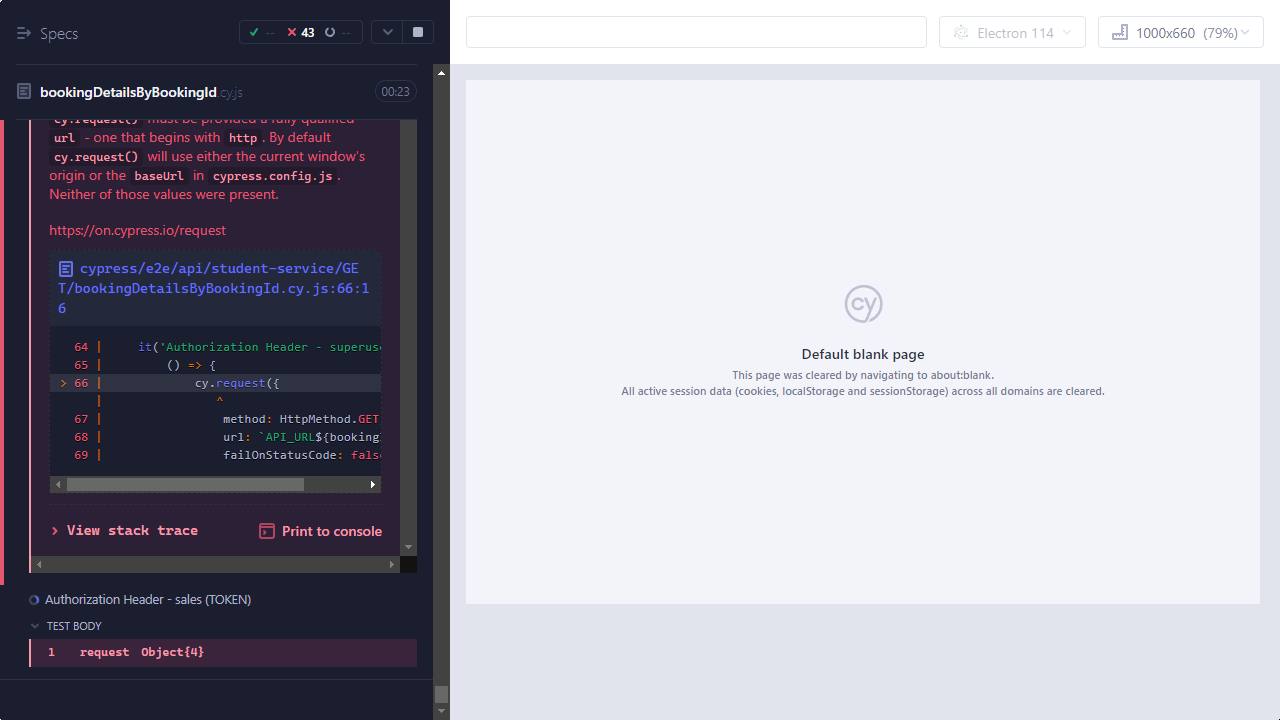 Specs
-- 43 --
Electron 114
1000x660 (79%)
bookingDetailsByBookingId.cy.js
00:23
cy.request() must be provided a fully qualified
url - one that begins with http. By default
cy.request() will use either the current window's
origin or the baseUrl in cypress.config.js.
Neither of those values were present.
https://on.cypress.io/request
cypress/e2e/api/student-service/GE
T/bookingDetailsByBookingId.cy.js:66:1
6
64 | it('Authorization Header - superus
65 | () => {
> 66 | cy.request({
| ^
67 | method: HttpMethod.GET
68 | url: `API_URL${booking
69 | failOnStatusCode: false
View stack trace
Print to console
Authorization Header - sales (TOKEN)
TEST BODY
1 request Object{4}
cy
Default blank page
This page was cleared by navigating to about:blank.
All active session data (cookies, localStorage and sessionStorage) across all domains are cleared.